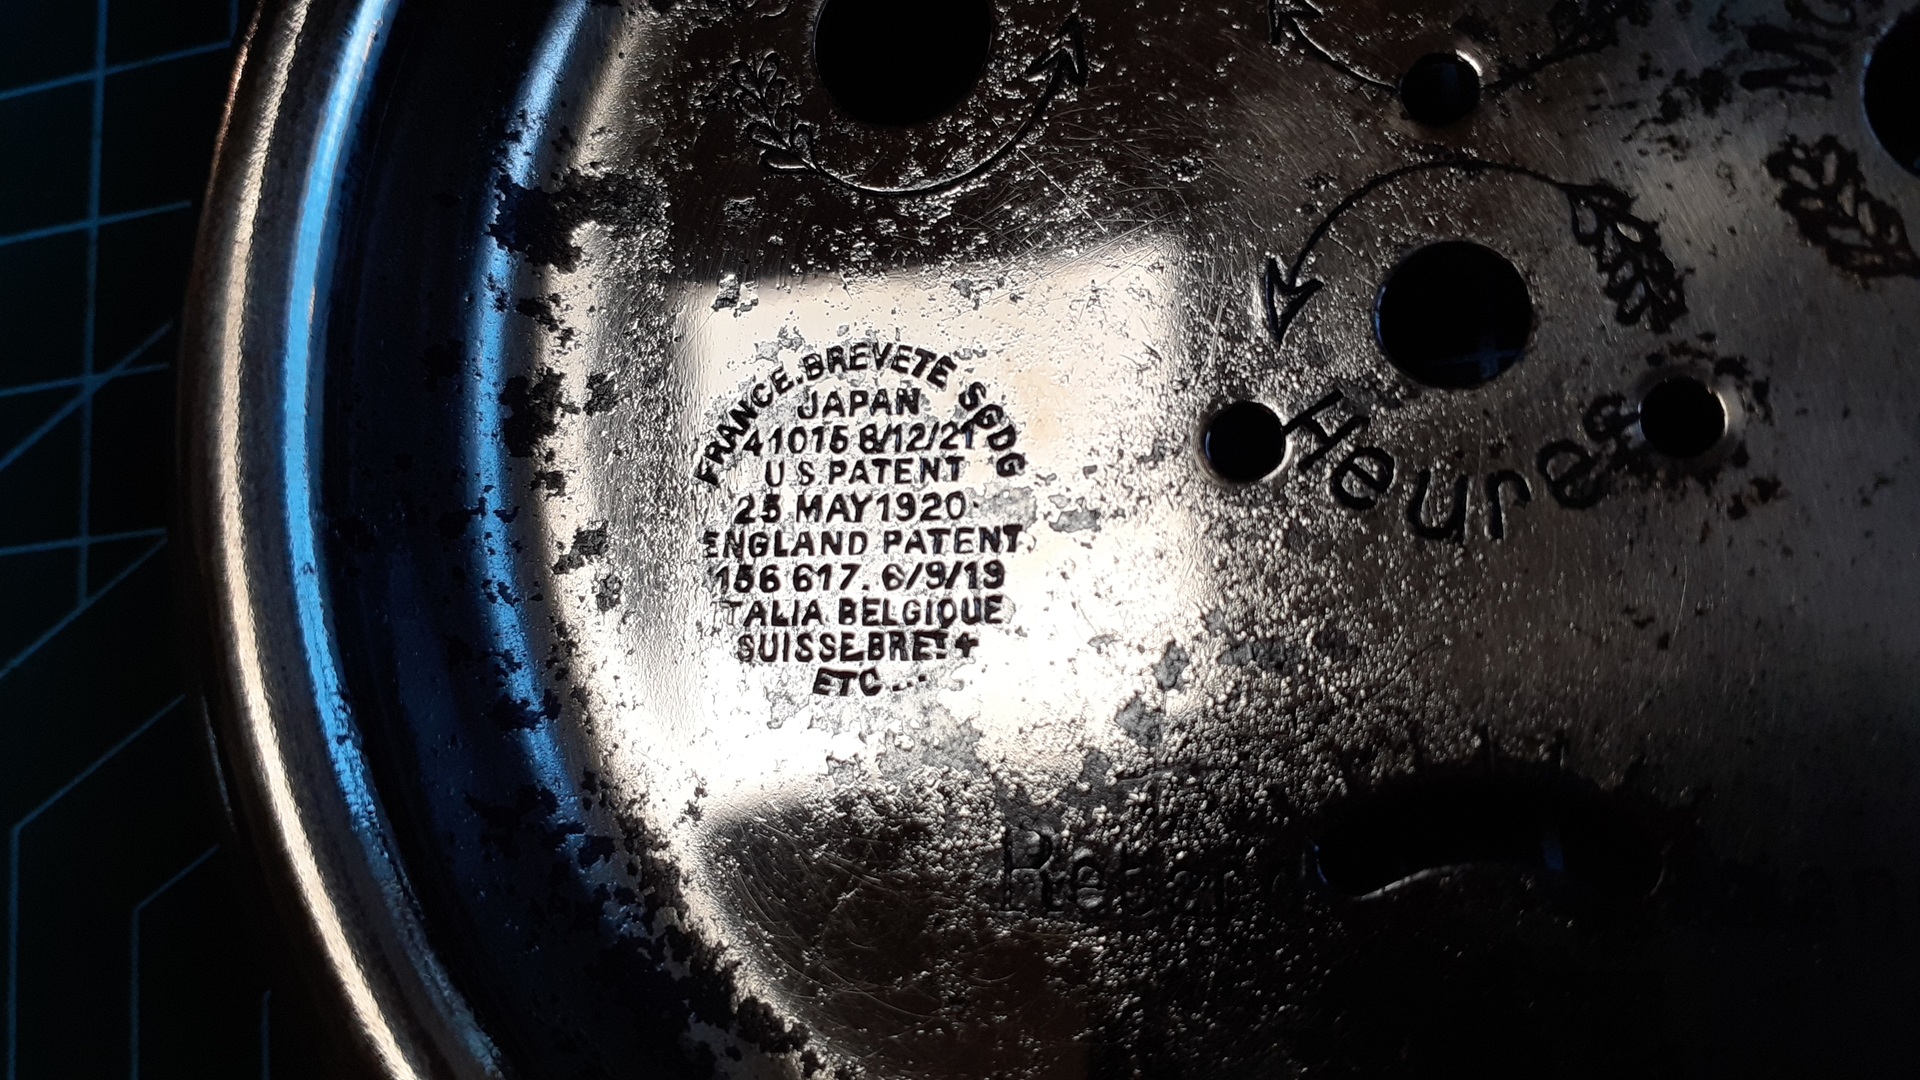 FRANCE.BREVETE SGDG
JAPAN
41015 8/12/21
U S PATENT
25 MAY 1920
ENGLAND PATENT
156 617. 6/9/19
ITALIA BELGIQUE
SUISSE.BRET +
ETC...
Heures
Retard